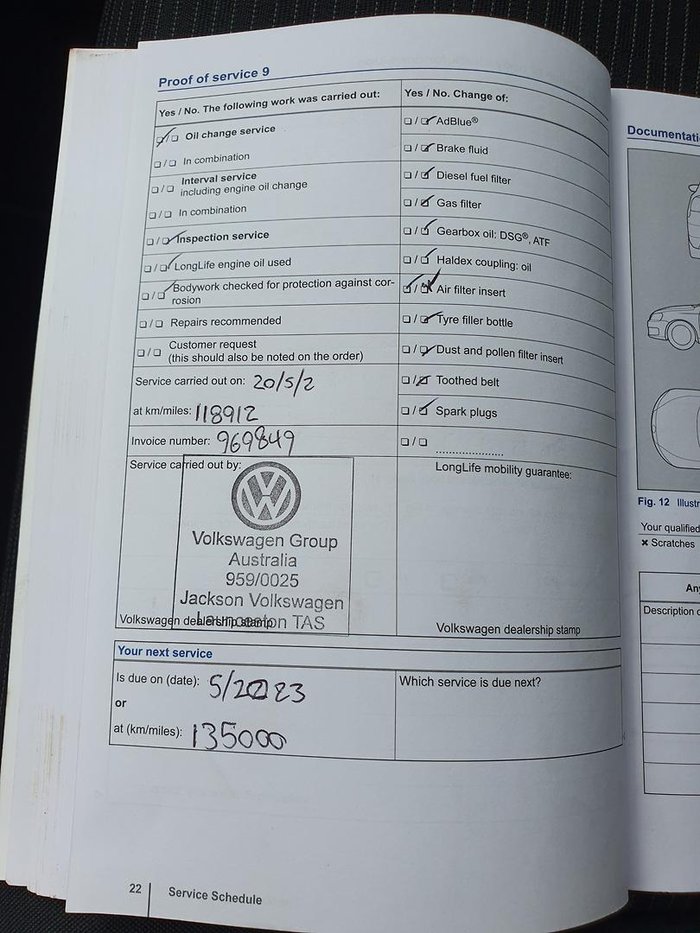 Proof of service 9
Yes / No. The following work was carried out:
Oil change service
In combination
Interval service
including engine oil change
In combination
Inspection service
LongLife engine oil used
Bodywork checked for protection against cor-
rosion
Repairs recommended
Customer request
(this should also be noted on the order)
Service carried out on: 20/5/2
at km/miles: 118912
Invoice number: 969849
Service carried out by:
Volkswagen Group
Australia
959/0025
Jackson Volkswagen
Launceston TAS
Volkswagen dealership stamp
Yes / No. Change of:
AdBlue®
Brake fluid
Diesel fuel filter
Gas filter
Gearbox oil: DSG®, ATF
Haldex coupling: oil
Air filter insert
Tyre filler bottle
Dust and pollen filter insert
Toothed belt
Spark plugs
....................
LongLife mobility guarantee:
Volkswagen dealership stamp
Your next service
Is due on (date): 5/2023
or
at (km/miles): 135000
Which service is due next?
22
Service Schedule
Documentati
Fig. 12 Illustr
Your qualified
× Scratches
An
Description o